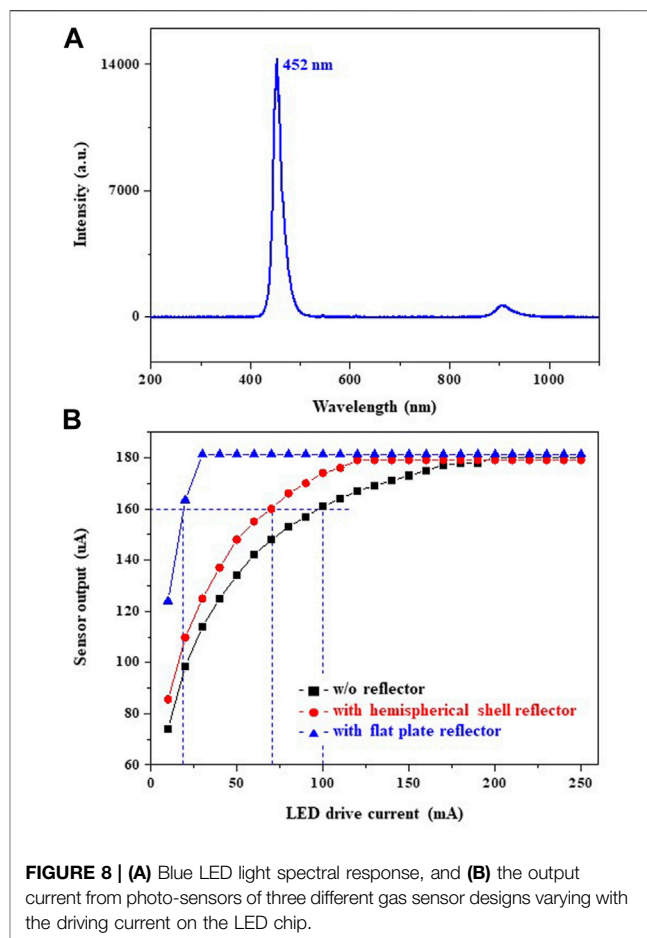 A
14000
452 nm
7000
0
Intensity (a.u.)
200 400 600 800 1000
Wavelength (nm)
B
180
160
140
120
100
80
60
Sensor output (uA)
w/o reflector
with hemispherical shell reflector
with flat plate reflector
0 50 100 150 200 250
LED drive current (mA)
FIGURE 8 | (A) Blue LED light spectral response, and (B) the output
current from photo-sensors of three different gas sensor designs varying with
the driving current on the LED chip.